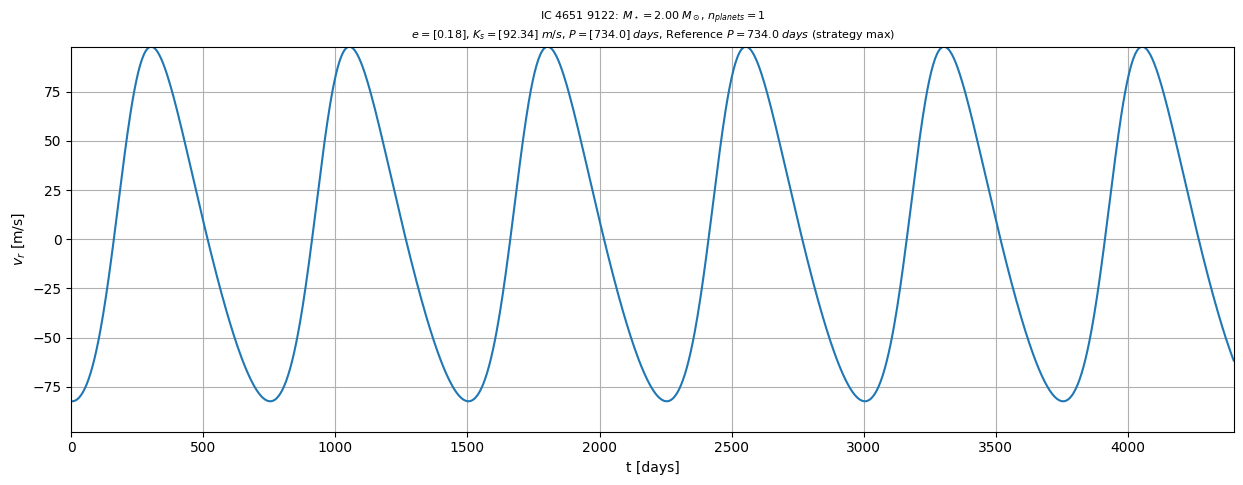 IC 4651 9122: $M_\star = 2.00\ M_\odot$, $n_{planets} = 1$
$e = [0.18]$, $K_s = [92.34]\ m/s$, $P = [734.0]\ days$, Reference $P = 734.0\ days$ (strategy max)
75
50
25
0
−25
−50
−75
$v_r$ [m/s]
0 500 1000 1500 2000 2500 3000 3500 4000
t [days]